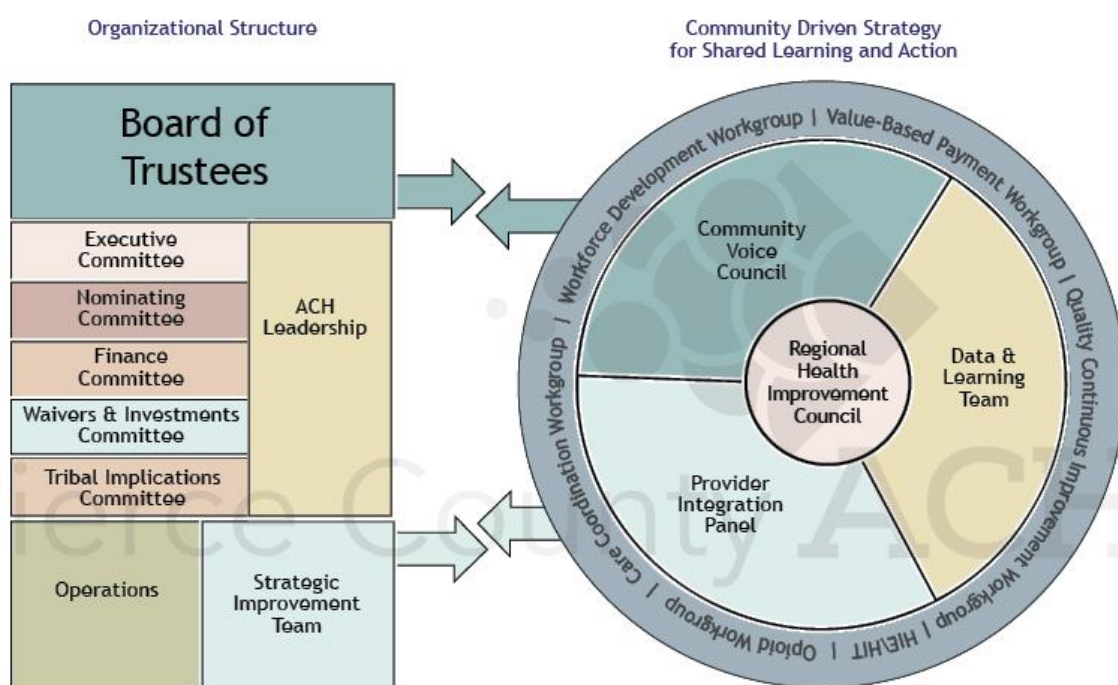 Organizational Structure
Community Driven Strategy
for Shared Learning and Action
Board of
Trustees
Executive
Committee
Nominating
Committee
Finance
Committee
Waivers & Investments
Committee
Tribal Implications
Committee
ACH
Leadership
Operations
Strategic
Improvement
Team
Care Coordination Workgroup | Workforce Development Workgroup | Value-Based Payment Workgroup | Quality Continuous Improvement Workgroup | HIE/HIT | Opioid Workgroup |
Community
Voice
Council
Regional
Health
Improvement
Council
Data &
Learning
Team
Provider
Integration
Panel
Pierce County ACH